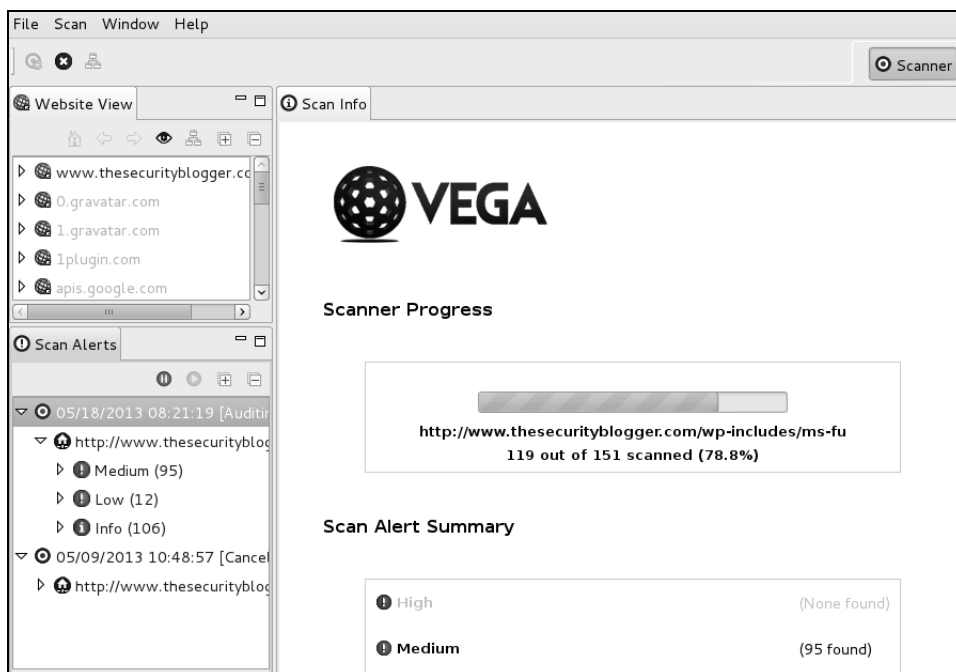 File Scan Window Help
Scanner
Website View
Scan Info
www.thesecurityblogger.cc
0.gravatar.com
1.gravatar.com
1plugin.com
apis.google.com
VEGA
Scanner Progress
http://www.thesecurityblogger.com/wp-includes/ms-fu
119 out of 151 scanned (78.8%)
Scan Alerts
05/18/2013 08:21:19 [Auditin
http://www.thesecurityblog
Medium (95)
Low (12)
Info (106)
05/09/2013 10:48:57 [Cancel
http://www.thesecurityblog
Scan Alert Summary
High (None found)
Medium (95 found)